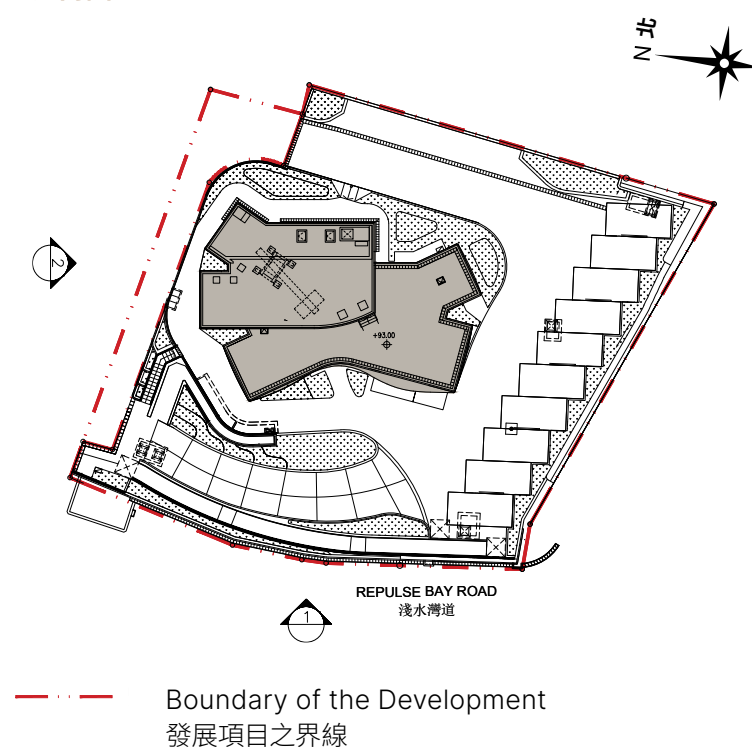 N 北
2
+93.00
REPULSE BAY ROAD
淺水灣道
1
Boundary of the Development
發展項目之界線